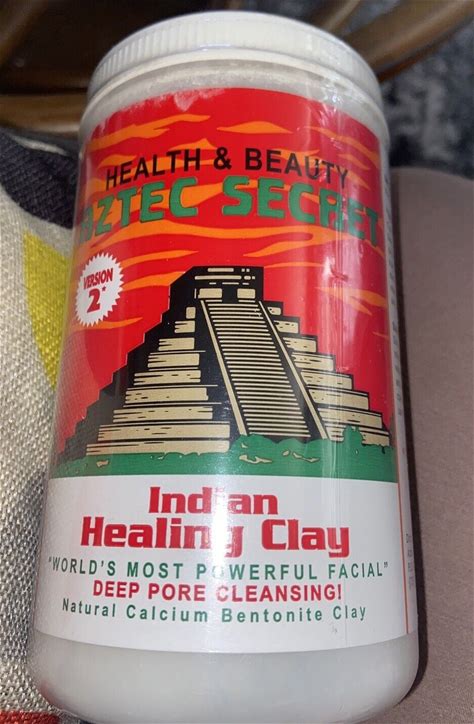 HEALTH & BEAUTY
AZTEC SECRET
VERSION
2*
Indian
Healing Clay
"WORLD'S MOST POWERFUL FACIAL"
DEEP PORE CLEANSING!
Natural Calcium Bentonite Clay